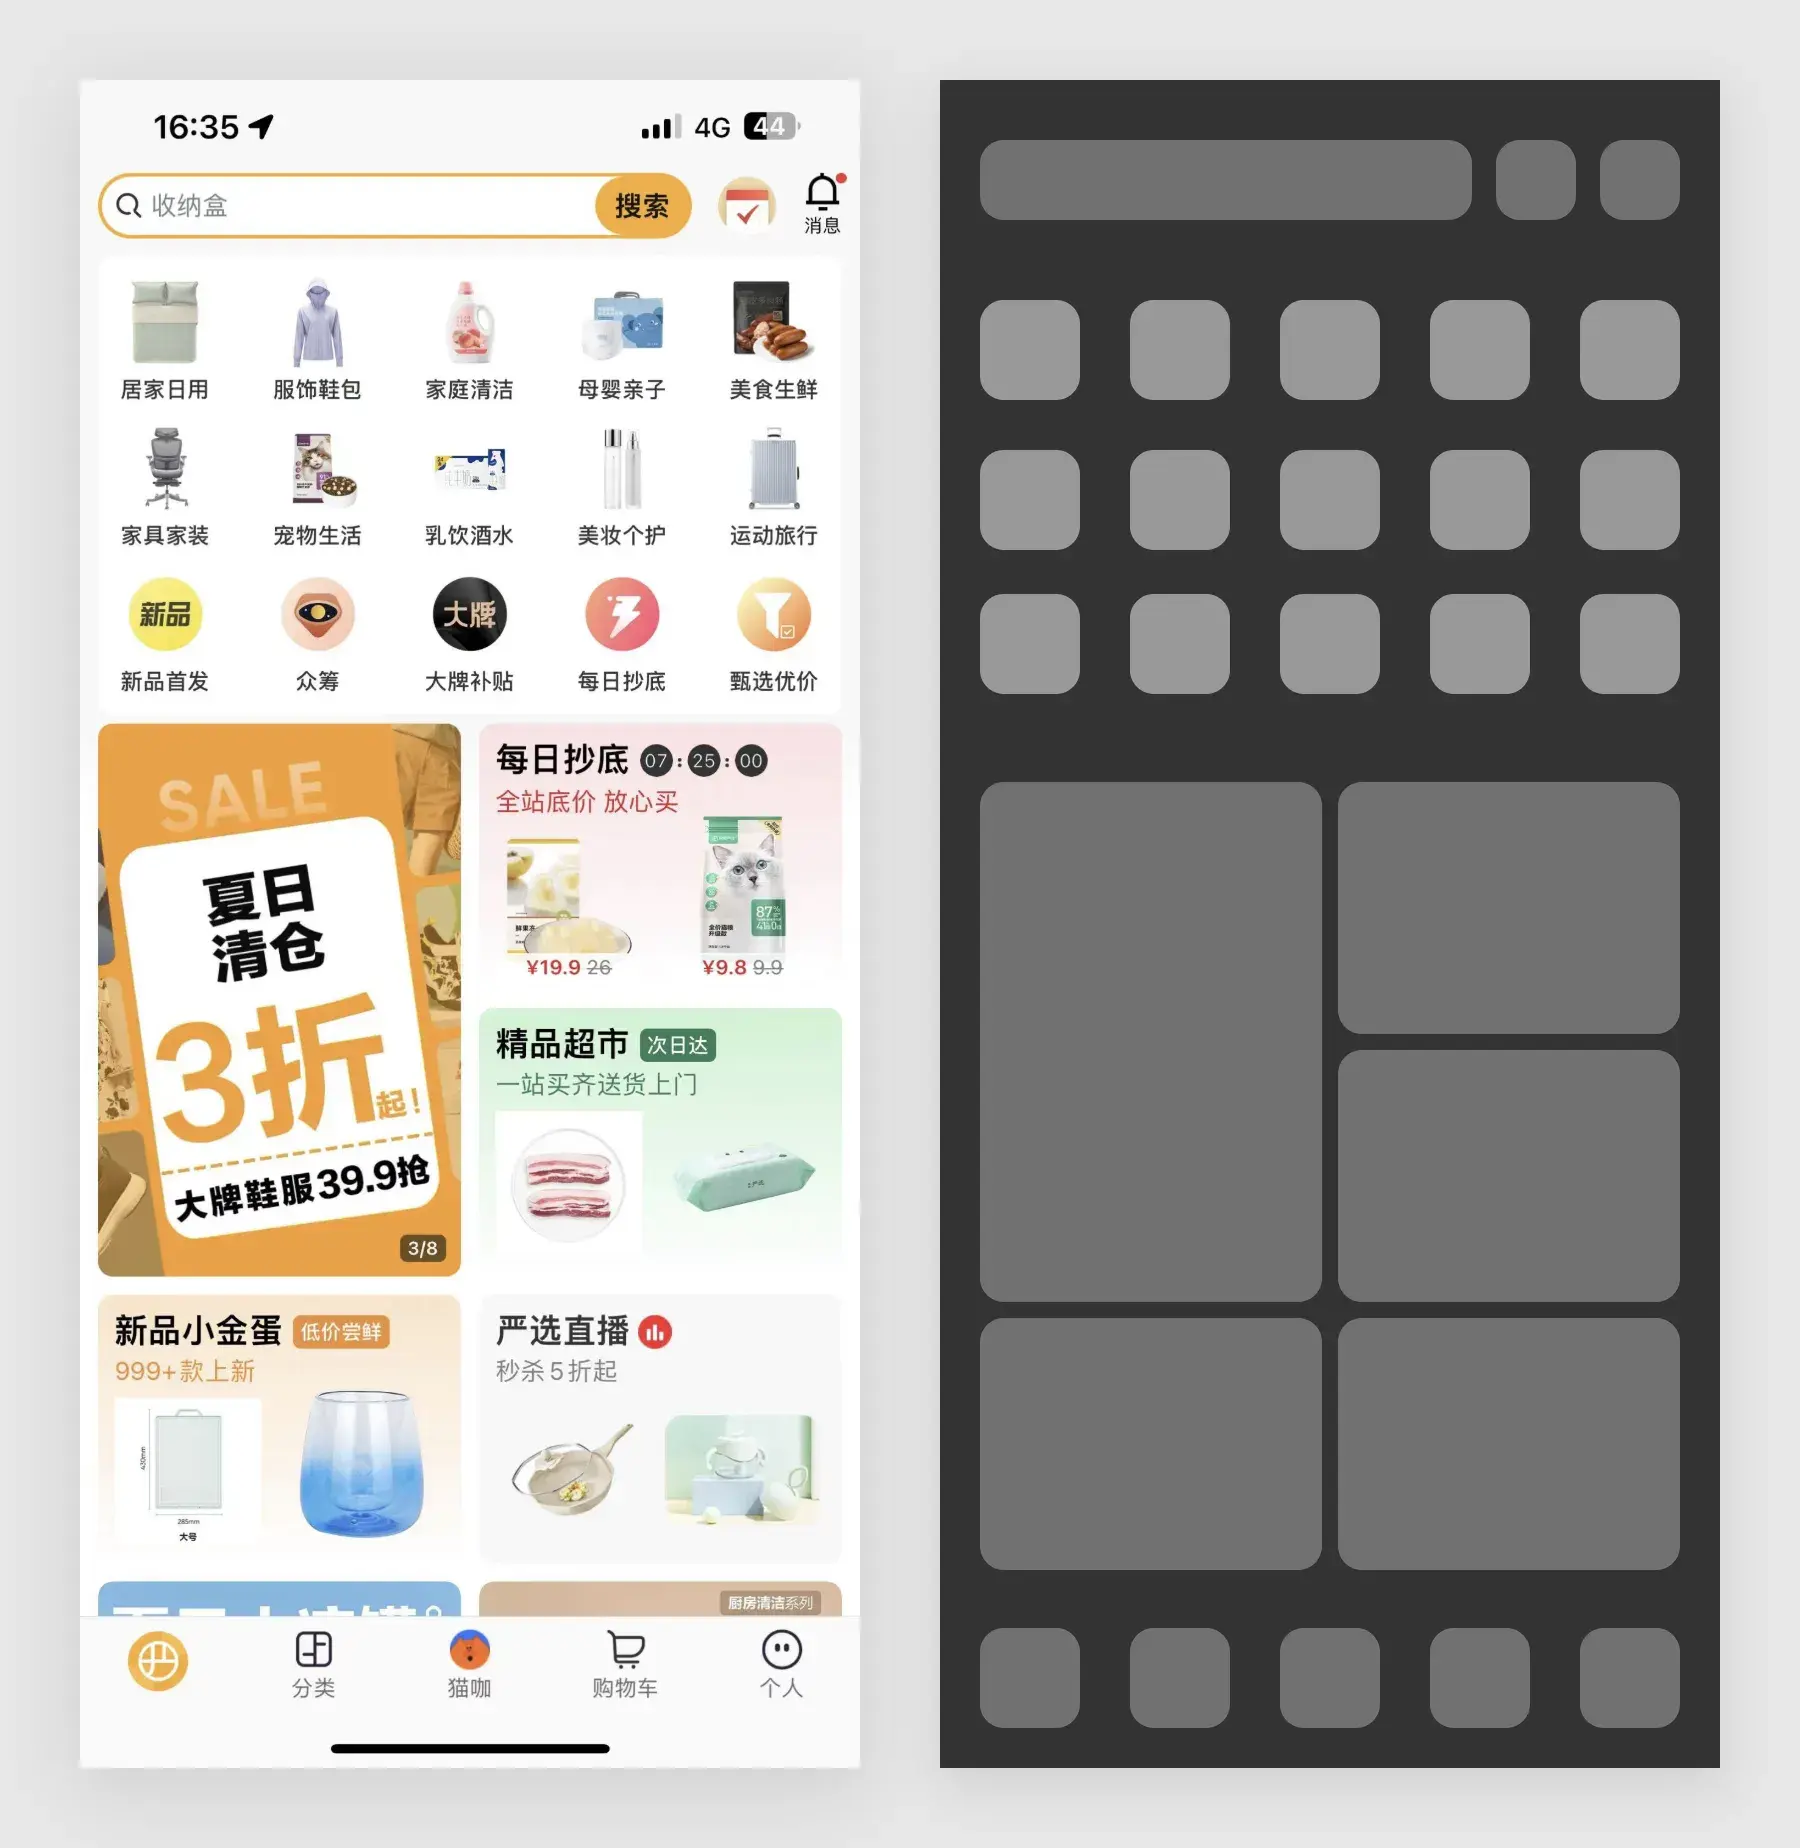 16:35 4G 44
收纳盒 搜索
消息
居家日用 服饰鞋包 家庭清洁 母婴亲子 美食生鲜
家具家装 宠物生活 乳饮酒水 美妆个护 运动旅行
新品 大牌
新品首发 众筹 大牌补贴 每日抄底 甄选优价
SALE
夏日
清仓
3折起!
大牌鞋服39.9抢
3/8
每日抄底 07:25:00
全站底价 放心买
87%
¥19.9 26 ¥9.8 9.9
精品超市 次日达
一站买齐送货上门
新品小金蛋 低价尝鲜
999+款上新
430mm
285mm
大号
严选直播
秒杀5折起
厨房清洁系列
分类 猫咖 购物车 个人